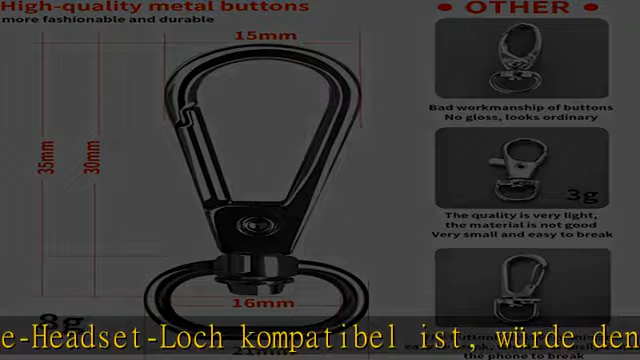 High-quality metal buttons
more fashionable and durable
● OTHER ●
15mm
35mm
30mm
Bad workmanship of buttons
No gloss, looks ordinary
3g
The quality is very light,
the material is not good
Very small and easy to break
16mm
8g
e-Headset-Loch kompatibel ist, würde den
21mm
the phone to break